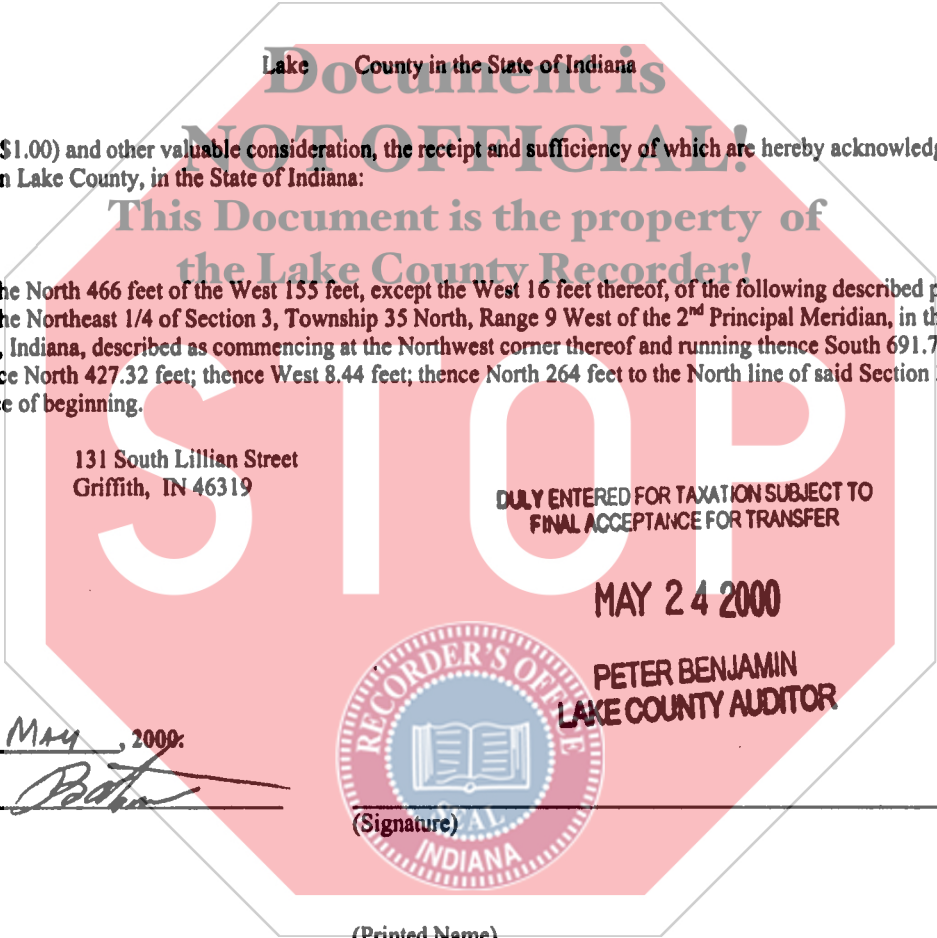 Lake County in the State of Indiana
Document is
NOT OFFICIAL!
$1.00) and other valuable consideration, the receipt and sufficiency of which are hereby
n Lake County, in the State of Indiana:
This Document is the property of
the Lake County Recorder!
he North 466 feet of the West 155 feet, except the West 16 feet thereof, of the following described p
he Northeast 1/4 of Section 3, Township 35 North, Range 9 West of the 2nd Principal Meridian, in th
, Indiana, described as commencing at the Northwest corner thereof and running thence South 691.7
ce North 427.32 feet; thence West 8.44 feet; thence North 264 feet to the North line of said Section
e of beginning.
STOP
131 South Lillian Street
Griffith, IN 46319
DULY ENTERED FOR TAXATION SUBJECT TO
FINAL ACCEPTANCE FOR TRANSFER
MAY 24 2000
PETER BENJAMIN
LAKE COUNTY AUDITOR
RECORDER'S OFFICE
SEAL
INDIANA
May, 2000.
(Signature)
(Printed Name)